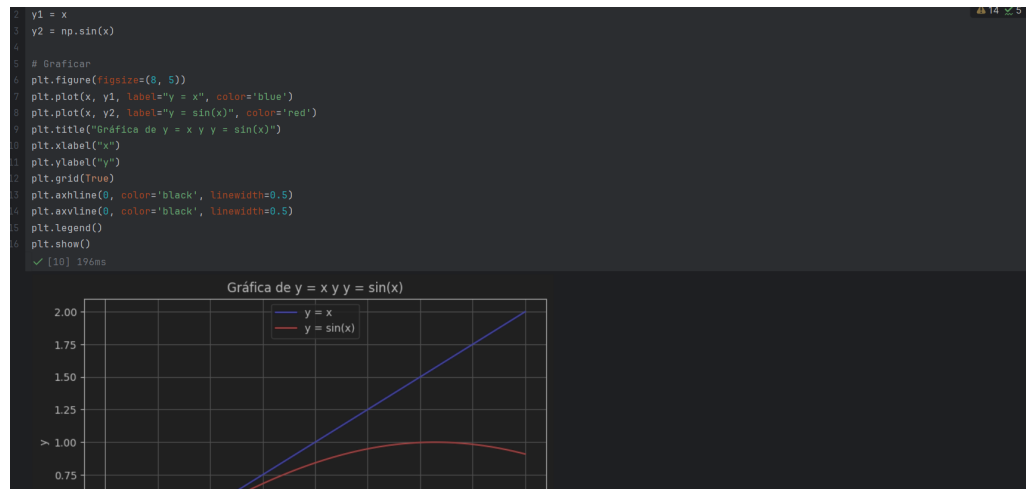 14 5
2 y1 = x
3 y2 = np.sin(x)
4
5 # Graficar
6 plt.figure(figsize=(8, 5))
7 plt.plot(x, y1, label="y = x", color='blue')
8 plt.plot(x, y2, label="y = sin(x)", color='red')
9 plt.title("Gráfica de y = x y y = sin(x)")
10 plt.xlabel("x")
11 plt.ylabel("y")
12 plt.grid(True)
13 plt.axhline(0, color='black', linewidth=0.5)
14 plt.axvline(0, color='black', linewidth=0.5)
15 plt.legend()
16 plt.show()
[10] 196ms
Gráfica de y = x y y = sin(x)
y = x
y = sin(x)
2.00
1.75
1.50
1.25
1.00
0.75
y